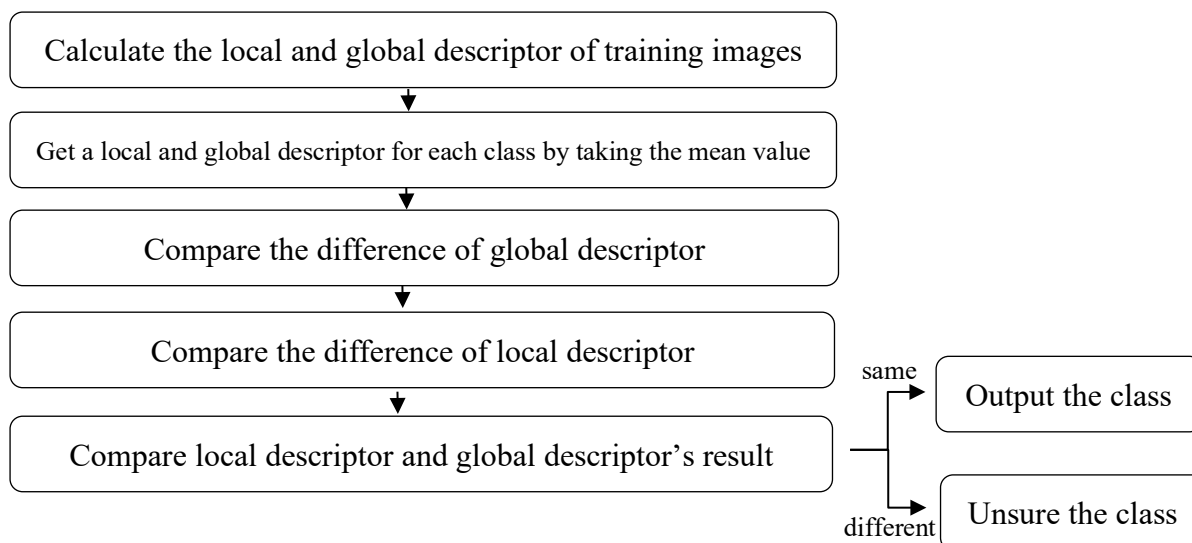 Calculate the local and global descriptor of training images
Get a local and global descriptor for each class by taking the mean value
Compare the difference of global descriptor
Compare the difference of local descriptor
Compare local descriptor and global descriptor’s result
same
Output the class
different
Unsure the class